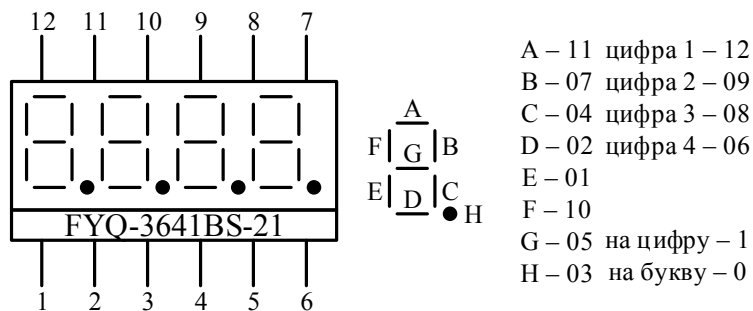 12 11 10 9 8 7
FYQ-3641BS-21
1 2 3 4 5 6
A
F G B
E D C
H
A – 11 цифра 1 – 12
B – 07 цифра 2 – 09
C – 04 цифра 3 – 08
D – 02 цифра 4 – 06
E – 01
F – 10
G – 05 на цифру – 1
H – 03 на букву – 0